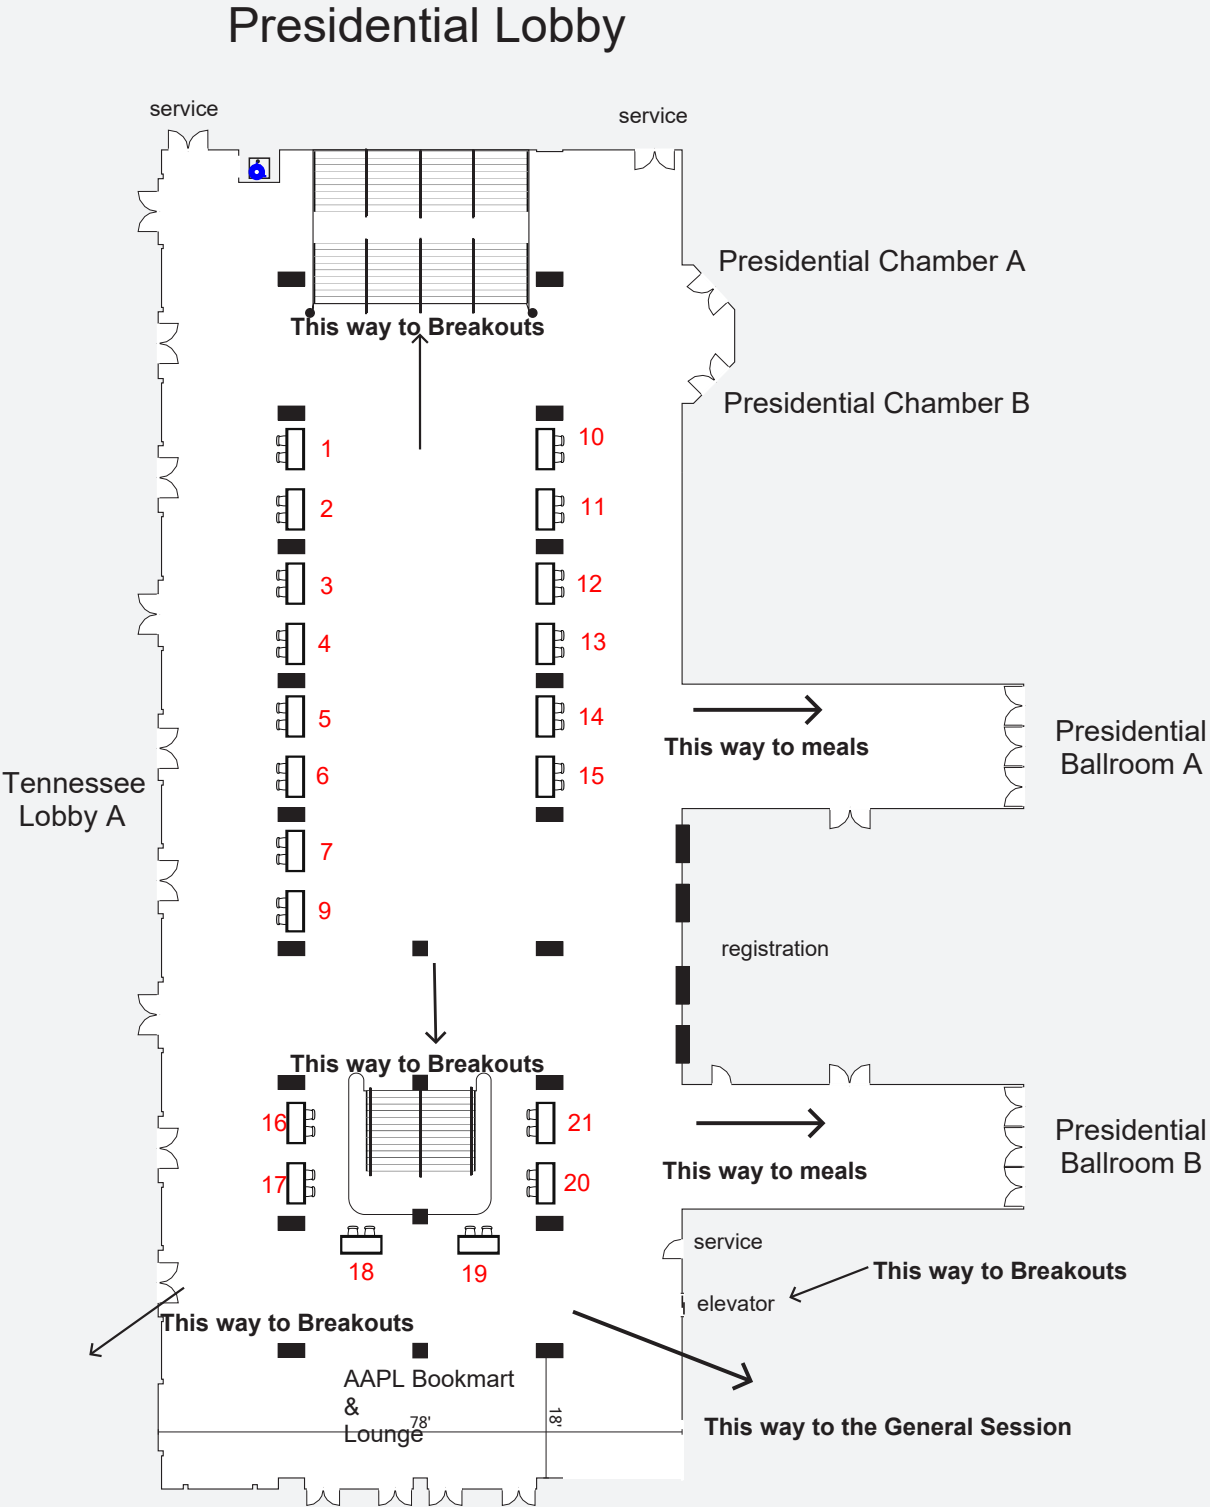 Presidential Lobby
service
service
Presidential Chamber A
This way to Breakouts
Presidential Chamber B
1
10
2
11
3
12
4
13
5
14
This way to meals
Presidential
Ballroom A
6
15
Tennessee
Lobby A
7
9
registration
This way to Breakouts
16
21
Presidential
Ballroom B
17
20
This way to meals
18
19
service
This way to Breakouts
elevator
This way to Breakouts
AAPL Bookmart
&
Lounge
78'
18'
This way to the General Session